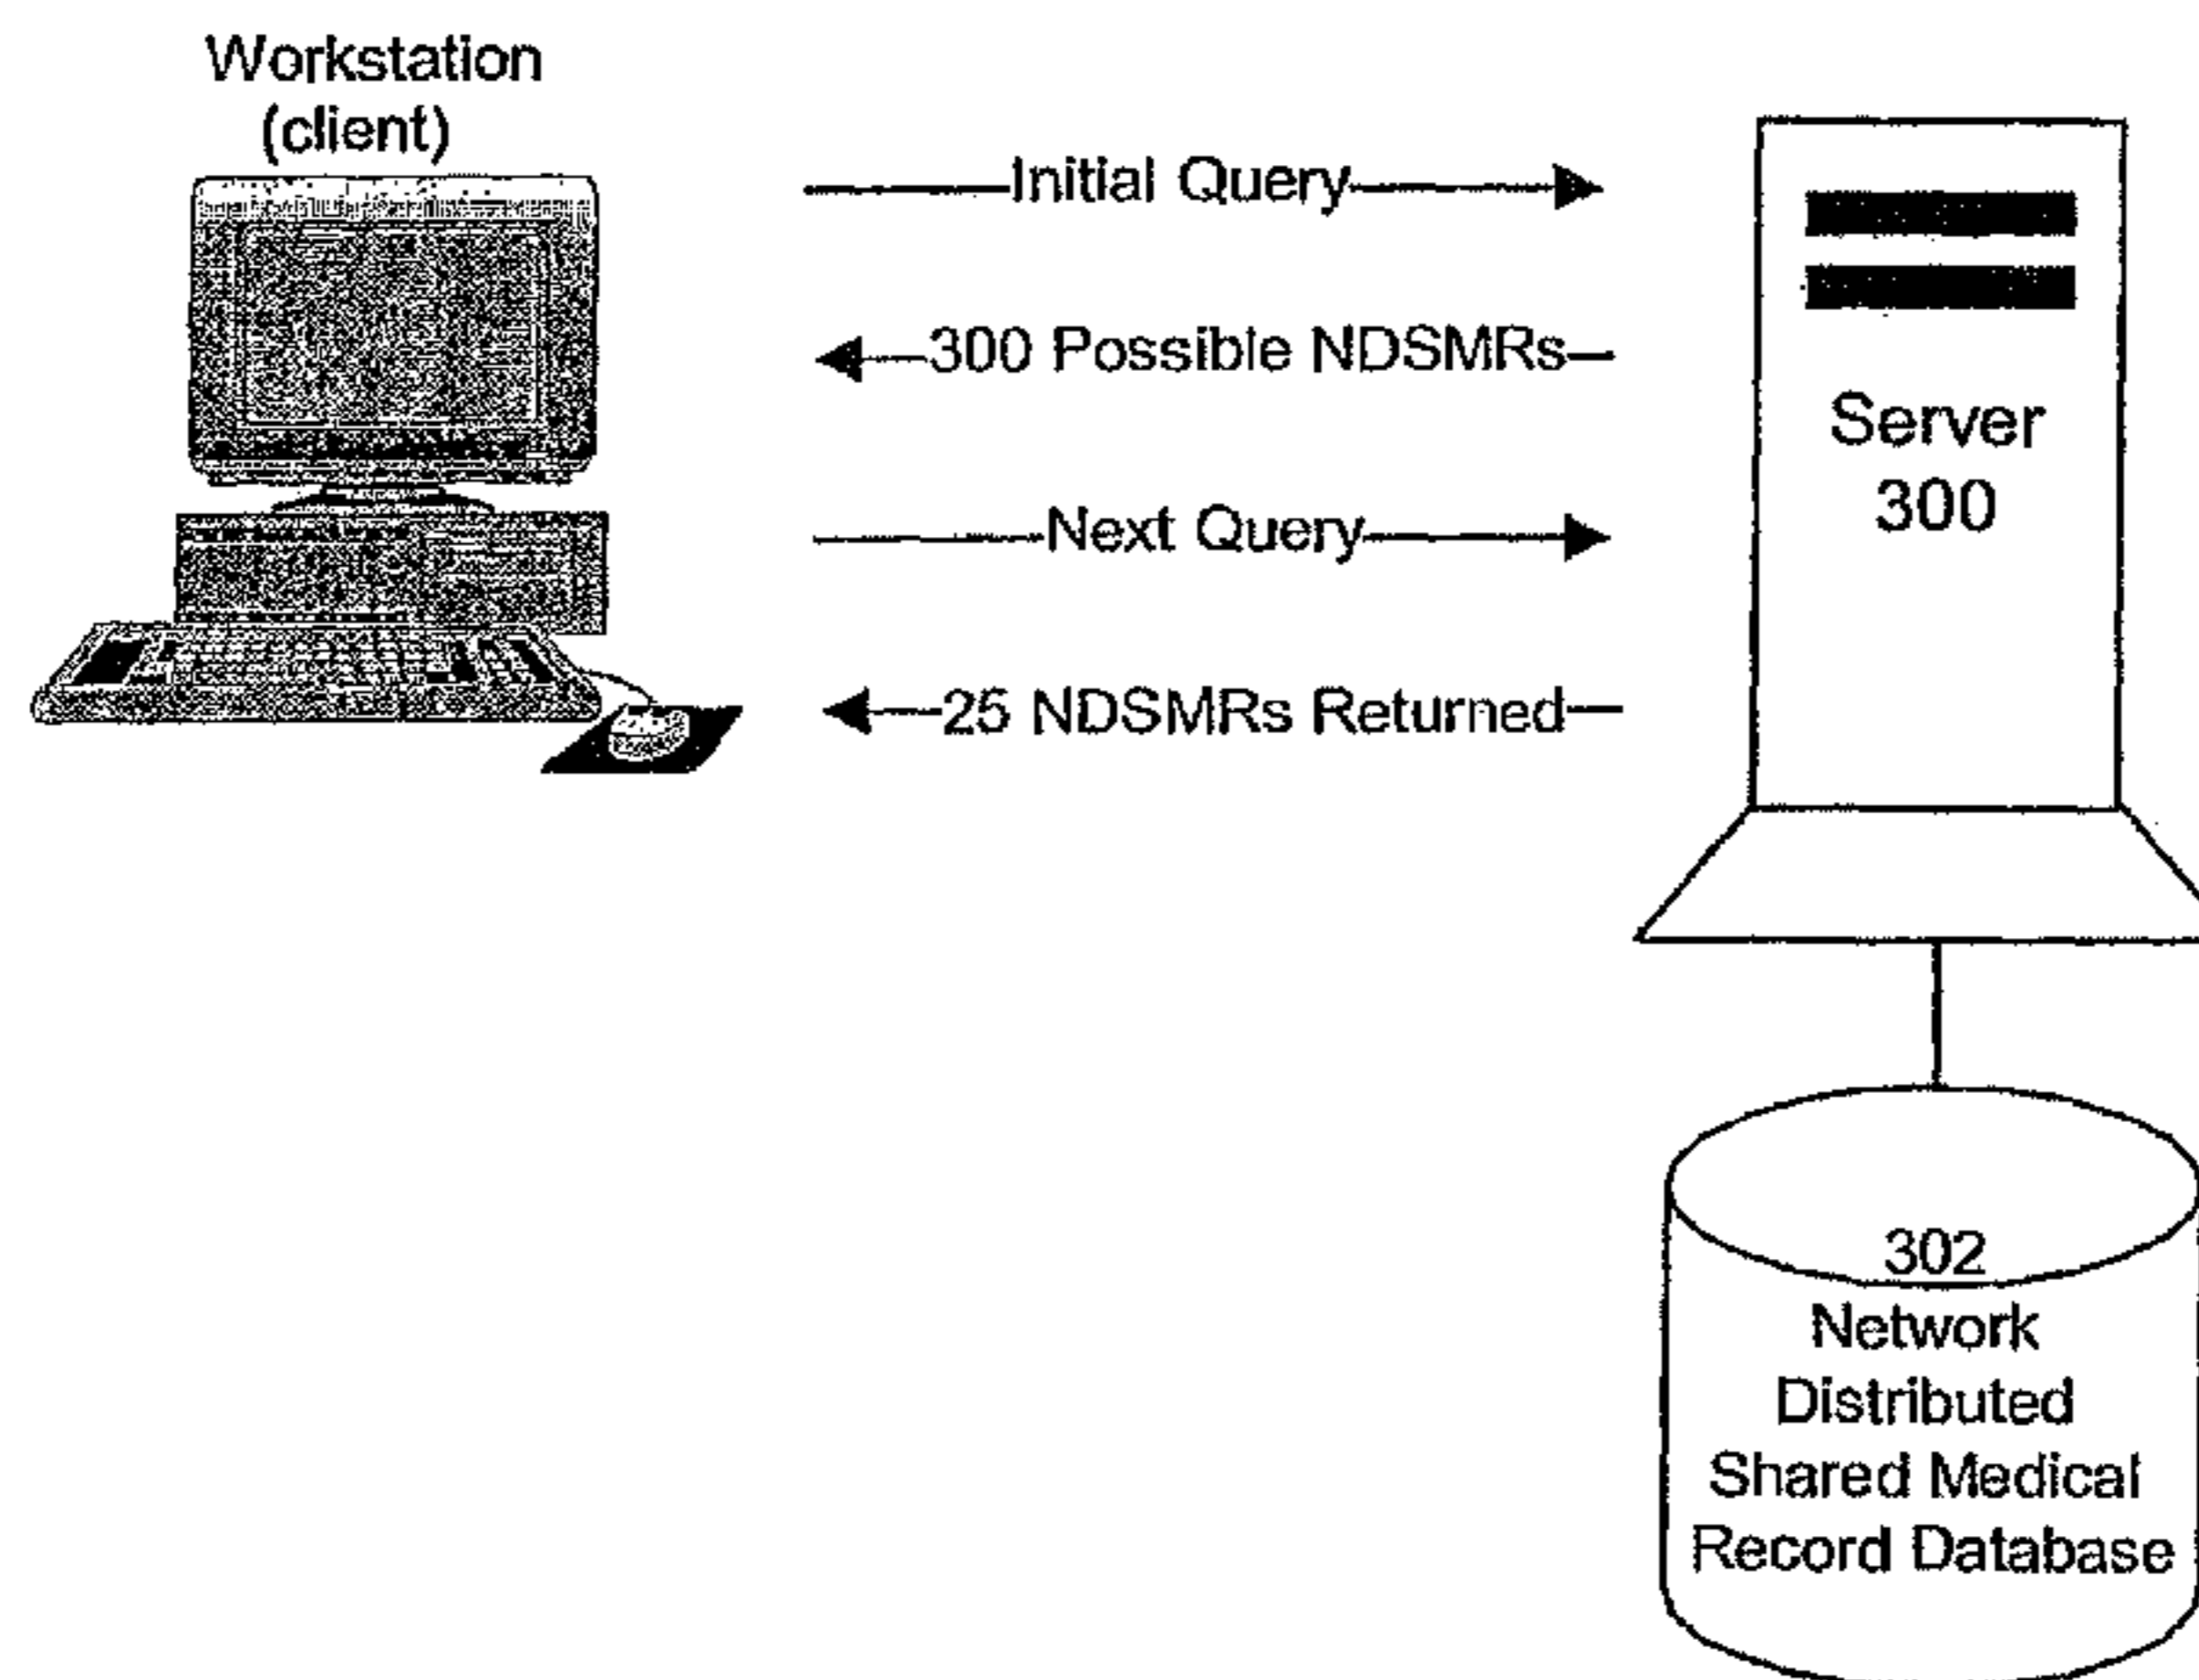 Workstation
(client)
Initial Query
300 Possible NDSMRs
Next Query
25 NDSMRs Returned
Server
300
302
Network
Distributed
Shared Medical
Record Database